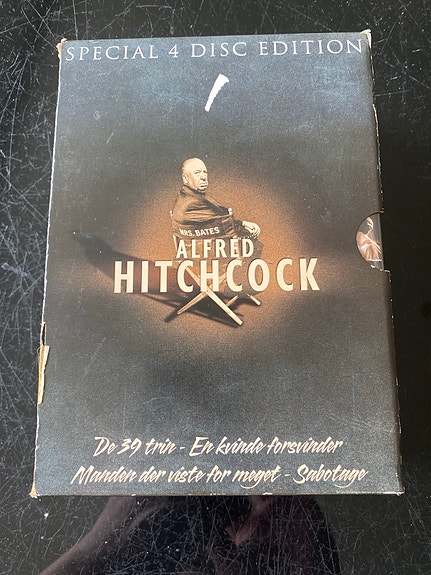 SPECIAL 4 DISC EDITION
MRS. BATES
ALFRED
HITCHCOCK
De 39 trin - En kvinde forsvinder
Manden der viste for meget - Sabotage